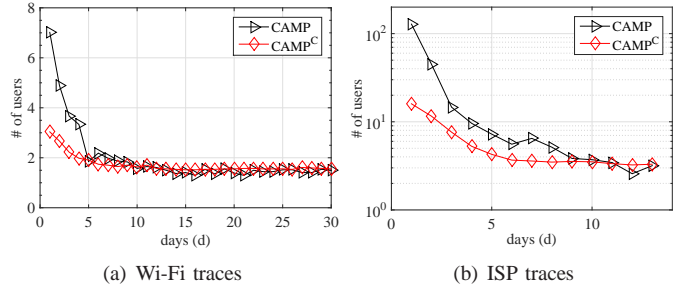 8
6
4
2
0
# of users
0
5
10
15
20
25
30
days (d)
CAMP
CAMP^C
(a) Wi-Fi traces
10^2
10^1
10^0
# of users
5
10
days (d)
CAMP
CAMP^C
(b) ISP traces